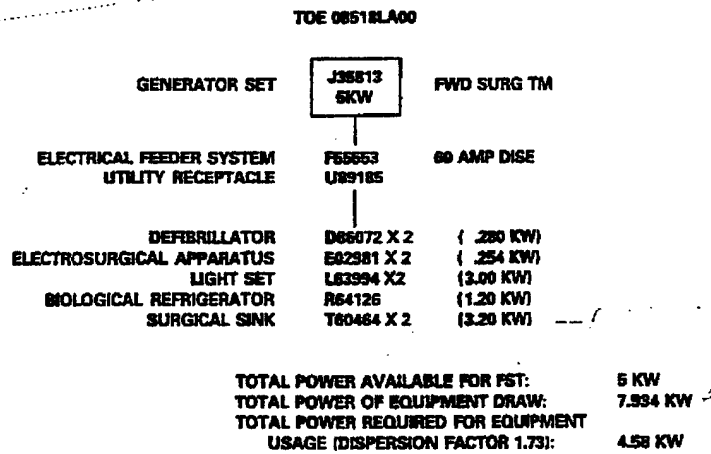 TOE 08518LA00
GENERATOR SET J35813 FWD SURG TM
5KW
ELECTRICAL FEEDER SYSTEM F55553 60 AMP DISE
UTILITY RECEPTACLE U89185
DEFIBRILLATOR D86072 X 2 ( .280 KW)
ELECTROSURGICAL APPARATUS E02981 X 2 ( .254 KW)
LIGHT SET L63994 X2 (3.00 KW)
BIOLOGICAL REFRIGERATOR R64126 (1.20 KW)
SURGICAL SINK T60464 X 2 (3.20 KW)
TOTAL POWER AVAILABLE FOR FST: 5 KW
TOTAL POWER OF EQUIPMENT DRAW: 7.934 KW
TOTAL POWER REQUIRED FOR EQUIPMENT
USAGE (DISPERSION FACTOR 1.73): 4.58 KW